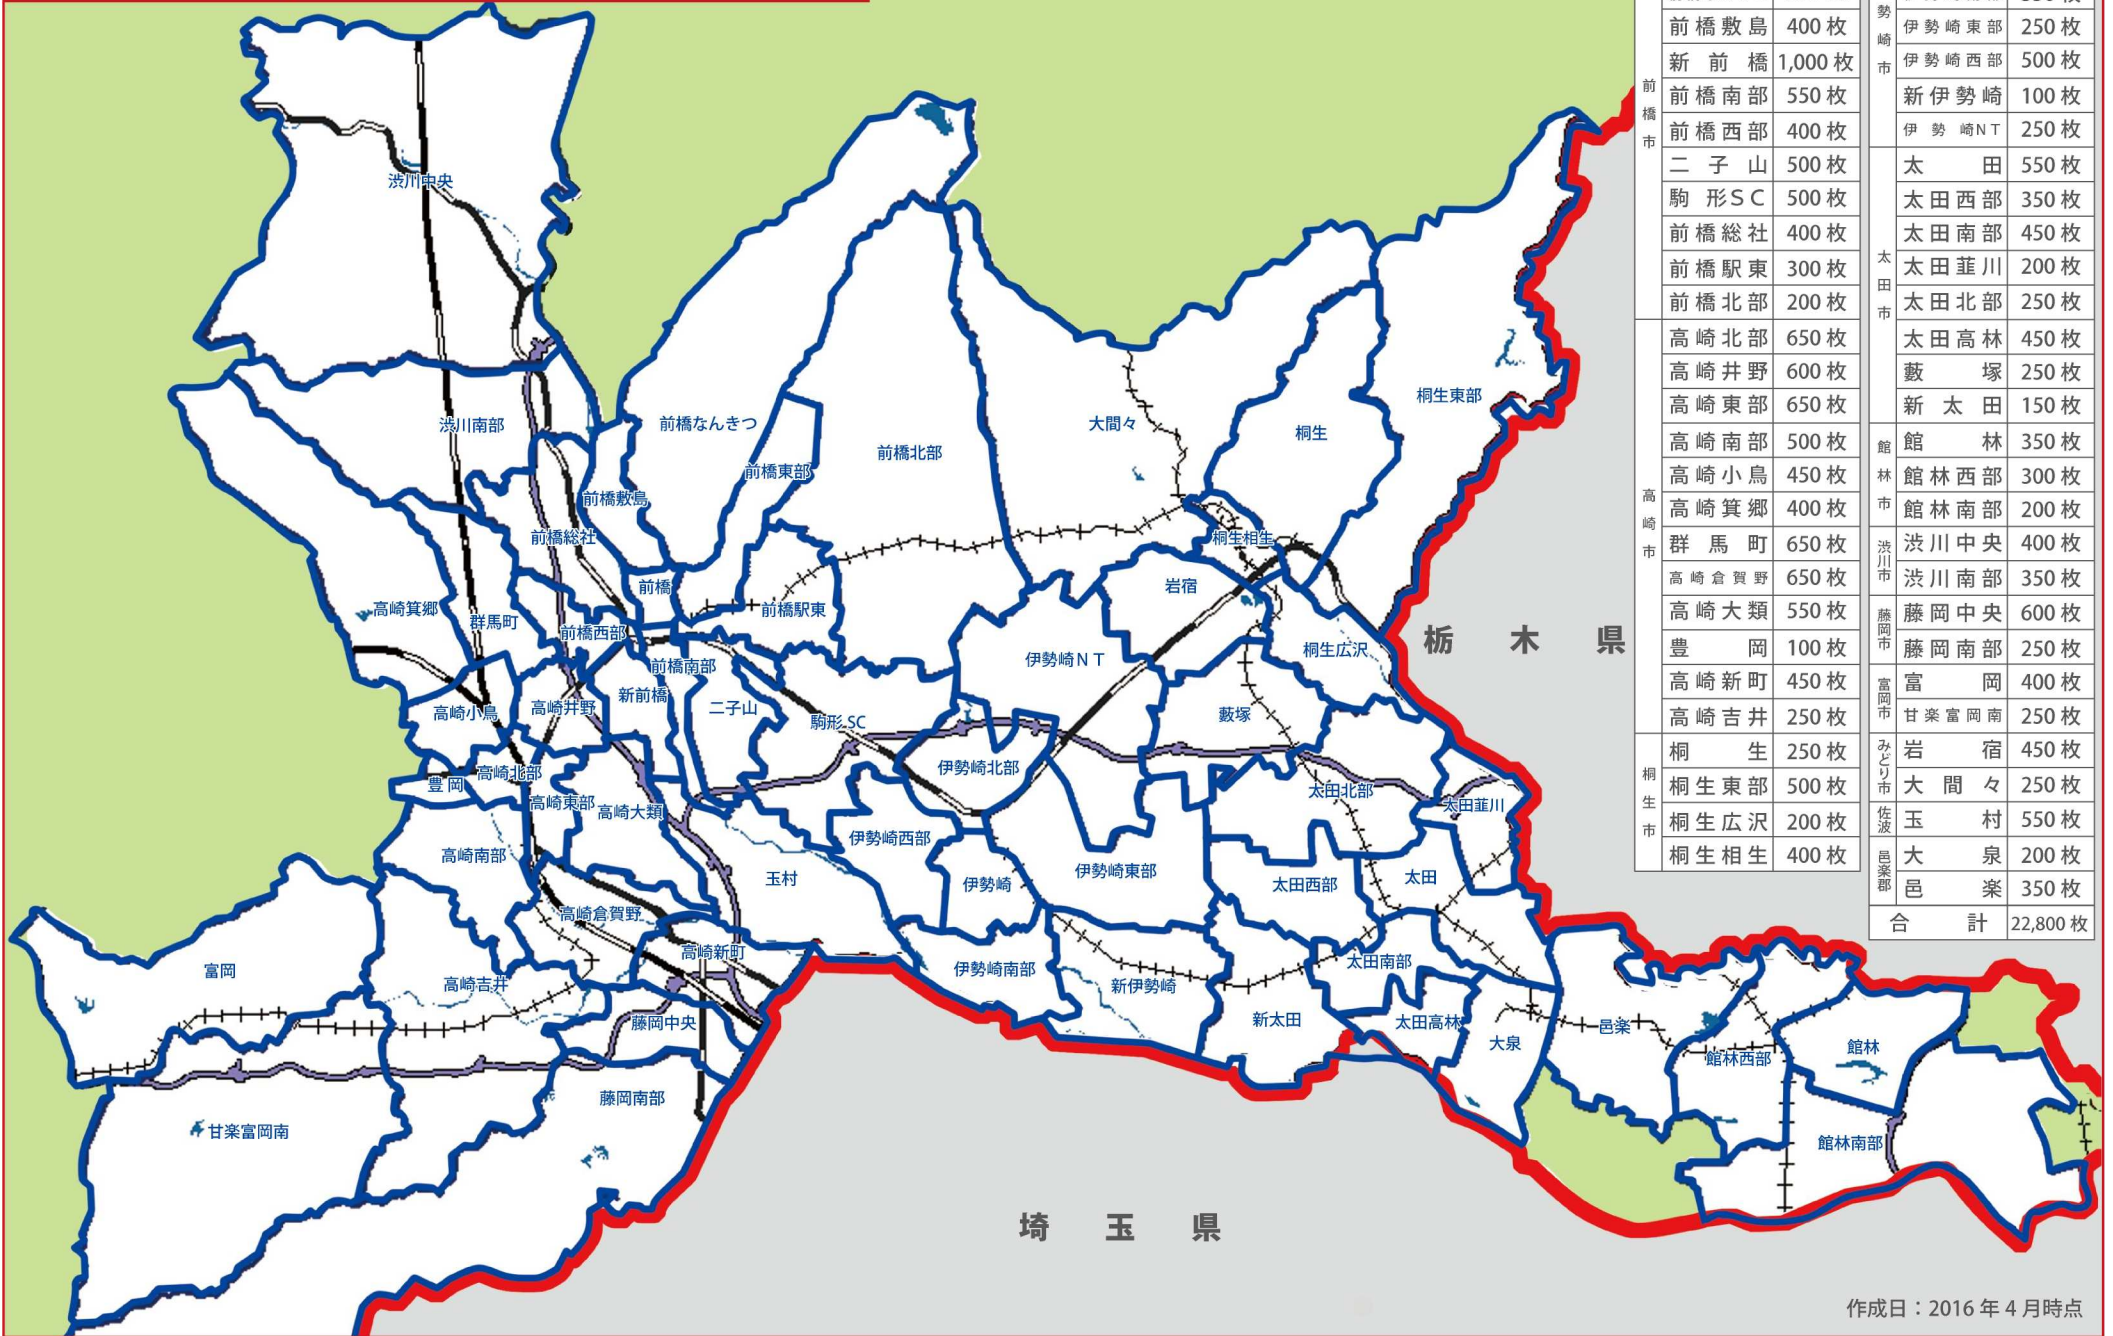 渋川中央
渋川南部
前橋なんきつ
前橋東部
前橋北部
大間々
桐生
桐生東部
前橋敷島
前橋総社
前橋
桐生相生
岩宿
高崎箕郷
群馬町
前橋西部
前橋駅東
前橋南部
伊勢崎NT
桐生広沢
栃木県
高崎小鳥
高崎井野
新前橋
二子山
駒形SC
藪塚
豊岡
高崎北部
高崎東部
高崎大類
伊勢崎北部
太田北部
太田韮川
高崎南部
玉村
伊勢崎西部
伊勢崎
伊勢崎東部
太田西部
太田
高崎倉賀野
高崎新町
富岡
高崎吉井
伊勢崎南部
新伊勢崎
太田南部
藤岡中央
新太田
太田高林
大泉
邑楽
館林西部
館林
藤岡南部
甘楽富岡南
館林南部
埼玉県
前橋市
前橋敷島 400枚
新前橋 1,000枚
前橋南部 550枚
前橋西部 400枚
二子山 500枚
駒形SC 500枚
前橋総社 400枚
前橋駅東 300枚
前橋北部 200枚
高崎市
高崎北部 650枚
高崎井野 600枚
高崎東部 650枚
高崎南部 500枚
高崎小鳥 450枚
高崎箕郷 400枚
群馬町 650枚
高崎倉賀野 650枚
高崎大類 550枚
豊岡 100枚
高崎新町 450枚
高崎吉井 250枚
桐生市
桐生 250枚
桐生東部 500枚
桐生広沢 200枚
桐生相生 400枚
勢崎市
伊勢崎東部 250枚
伊勢崎西部 500枚
新伊勢崎 100枚
伊勢崎NT 250枚
太田市
太田 550枚
太田西部 350枚
太田南部 450枚
太田韮川 200枚
太田北部 250枚
太田高林 450枚
藪塚 250枚
新太田 150枚
館林市
館林 350枚
館林西部 300枚
館林南部 200枚
渋川市
渋川中央 400枚
渋川南部 350枚
藤岡市
藤岡中央 600枚
藤岡南部 250枚
富岡市
富岡 400枚
甘楽富岡南 250枚
みどり市
岩宿 450枚
大間々 250枚
佐波
玉村 550枚
邑楽郡
大泉 200枚
邑楽 350枚
合計 22,800枚
作成日：2016年4月時点